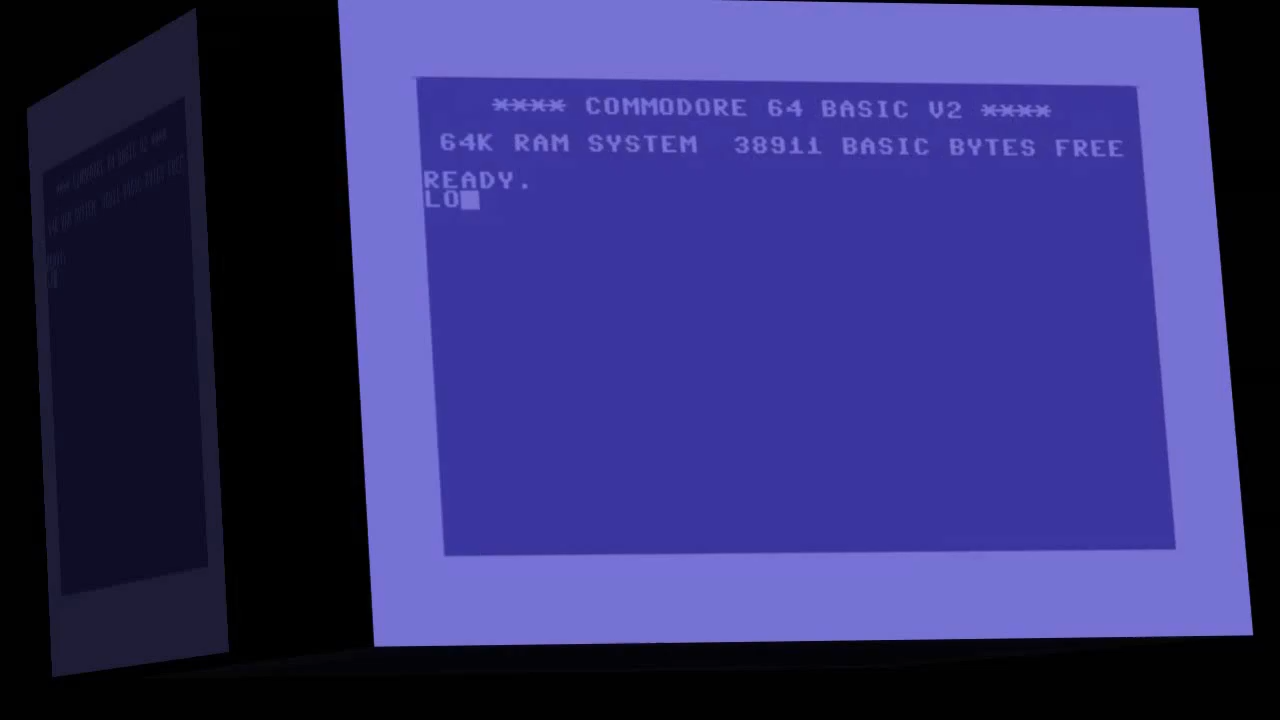 **** COMMODORE 64 BASIC V2 ****
64K RAM SYSTEM  38911 BASIC BYTES FREE
READY.
LO